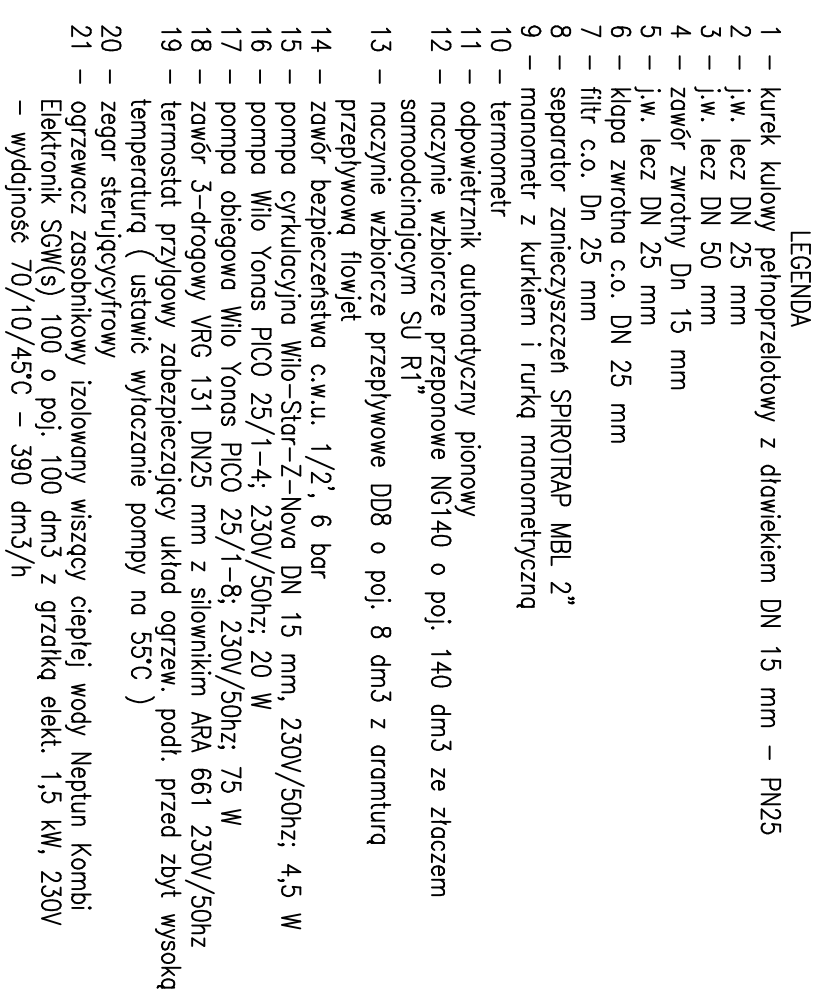 LEGENDA
1 - kurek kulowy pełnoprzelotowy z dławiekiem DN 15 mm - PN25
2 - j.w. lecz DN 25 mm
3 - j.w. lecz DN 50 mm
4 - zawór zwrotny Dn 15 mm
5 - j.w. lecz DN 25 mm
6 - klapa zwrotna c.o. DN 25 mm
7 - filtr c.o. Dn 25 mm
8 - separator zanieczyszczeń SPIROTRAP MBL 2"
9 - manometr z kurkiem i rurką manometryczną
10 - termometr
11 - odpowietrznik automatyczny pionowy
12 - naczynie wzbiorcze przeponowe NG140 o poj. 140 dm3 ze złaczem
samoodcinajacym SU R1"
13 - naczynie wzbiorcze przepływowe DD8 o poj. 8 dm3 z aramturą
przepływową flowjet
14 - zawór bezpieczeństwa c.w.u. 1/2', 6 bar
15 - pompa cyrkulacyjna Wilo-Star-Z-Nova DN 15 mm, 230V/50hz; 4,5 W
16 - pompa Wilo Yonas PICO 25/1-4; 230V/50hz; 20 W
17 - pompa obiegowa Wilo Yonas PICO 25/1-8; 230V/50hz; 75 W
18 - zawór 3-drogowy VRG 131 DN25 mm z silownikim ARA 661 230V/50hz
19 - termostat przylgowy zabezpieczający układ ogrzew. podł. przed zbyt wysoką
temperaturą ( ustawić wyłaczanie pompy na 55°C )
20 - zegar sterującycyfrowy
21 - ogrzewacz zasobnikowy izolowany wiszący ciepłej wody Neptun Kombi
Elektronik SGW(s) 100 o poj. 100 dm3 z grzałką elekt. 1,5 kW, 230V
- wydajność 70/10/45°C - 390 dm3/h